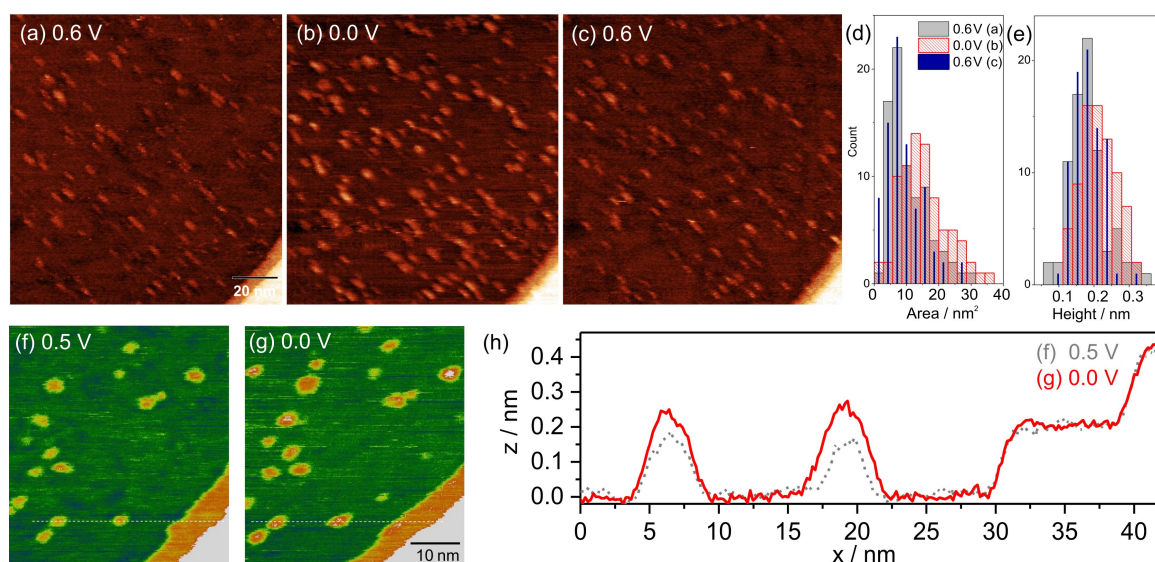 (a) 0.6 V
20 nm
(b) 0.0 V
(c) 0.6 V
(d)
0.6V (a)
0.0V (b)
0.6V (c)
Count
20
10
0
0 10 20 30 40
Area / nm²
(e)
20
10
0
0.1 0.2 0.3
Height / nm
(f) 0.5 V
(g) 0.0 V
10 nm
(h)
(f) 0.5 V
(g) 0.0 V
z / nm
0.4
0.3
0.2
0.1
0.0
0 5 10 15 20 25 30 35 40
x / nm